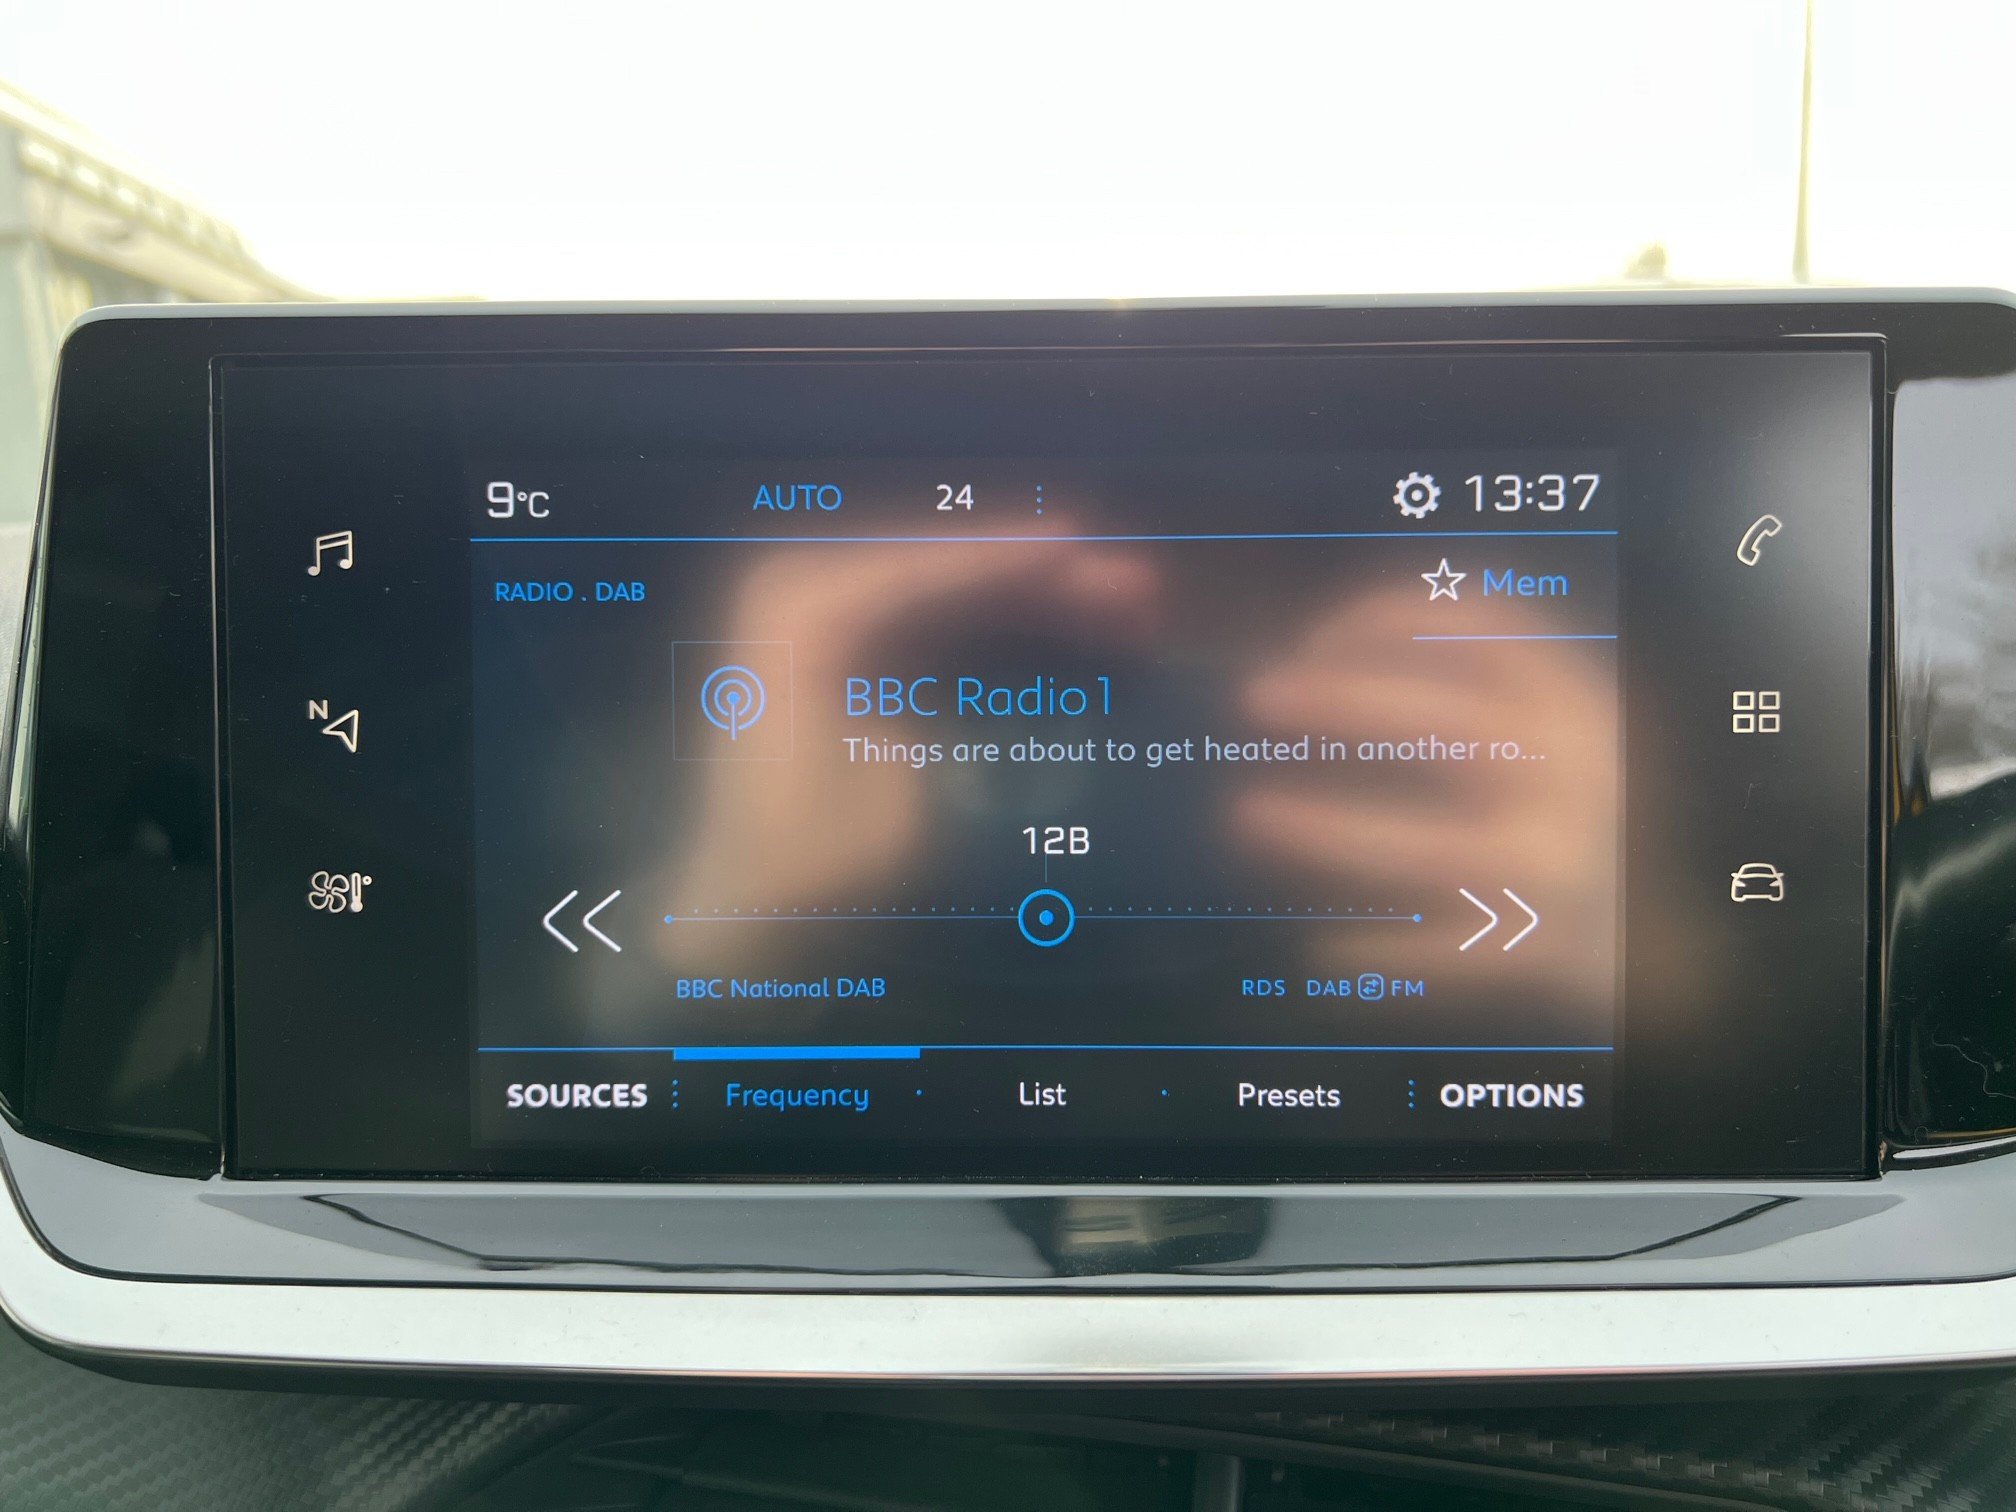 9°C AUTO 24 13:37
RADIO . DAB
Mem
BBC Radio 1
Things are about to get heated in another ro...
N
12B
BBC National DAB RDS DAB FM
SOURCES Frequency List Presets OPTIONS